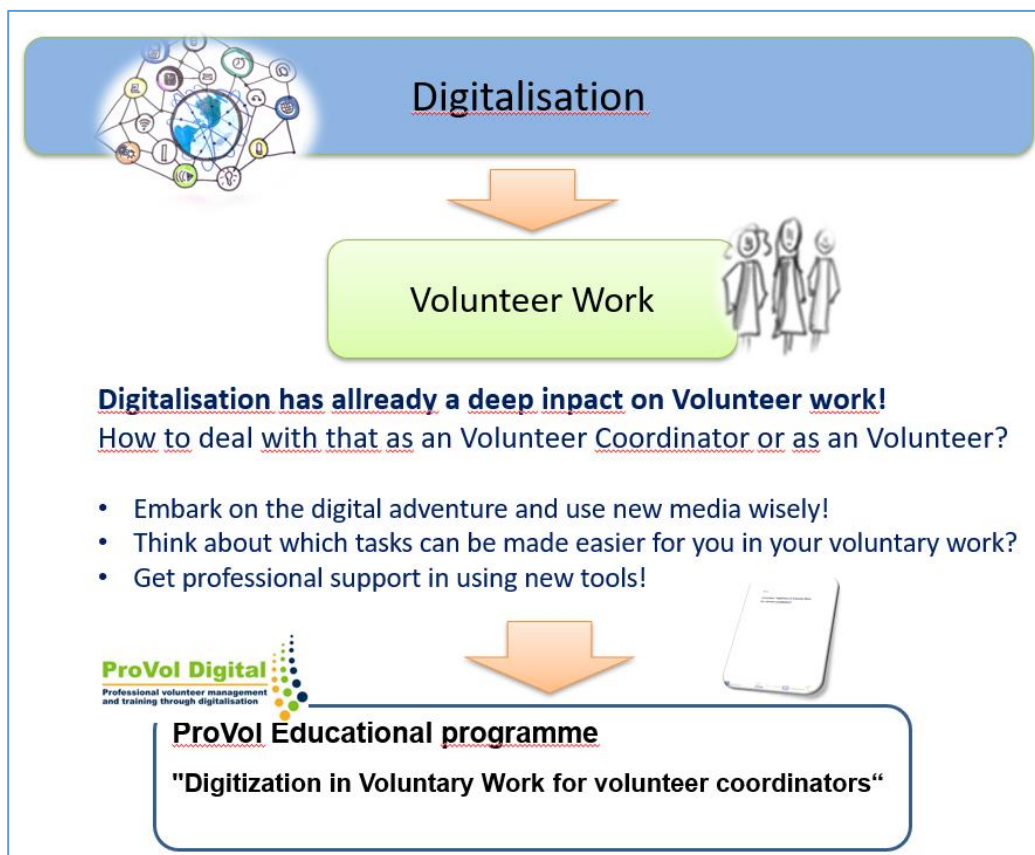 Digitalisation
Volunteer Work
Digitalisation has allready a deep inpact on Volunteer work!
How to deal with that as an Volunteer Coordinator or as an Volunteer?
• Embark on the digital adventure and use new media wisely!
• Think about which tasks can be made easier for you in your voluntary work?
• Get professional support in using new tools!
ProVol Digital
Professional volunteer management
and training through digitalisation
ProVol Educational programme
"Digitization in Voluntary Work for volunteer coordinators“